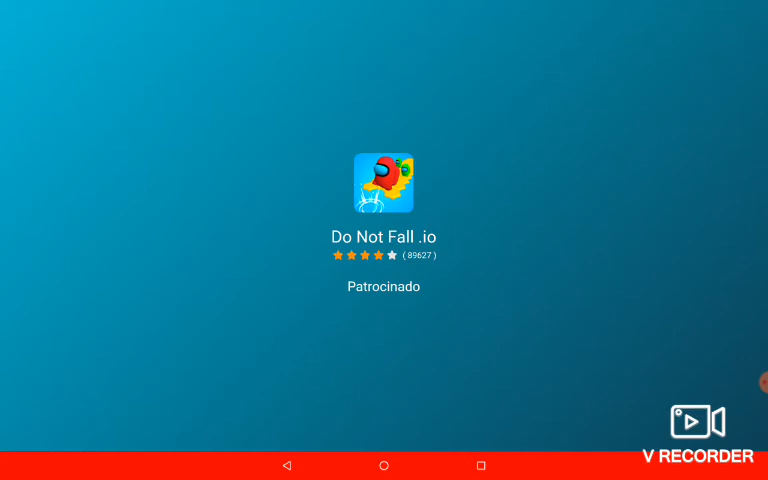 Do Not Fall .io
( 89627 )
Patrocinado
V RECORDER